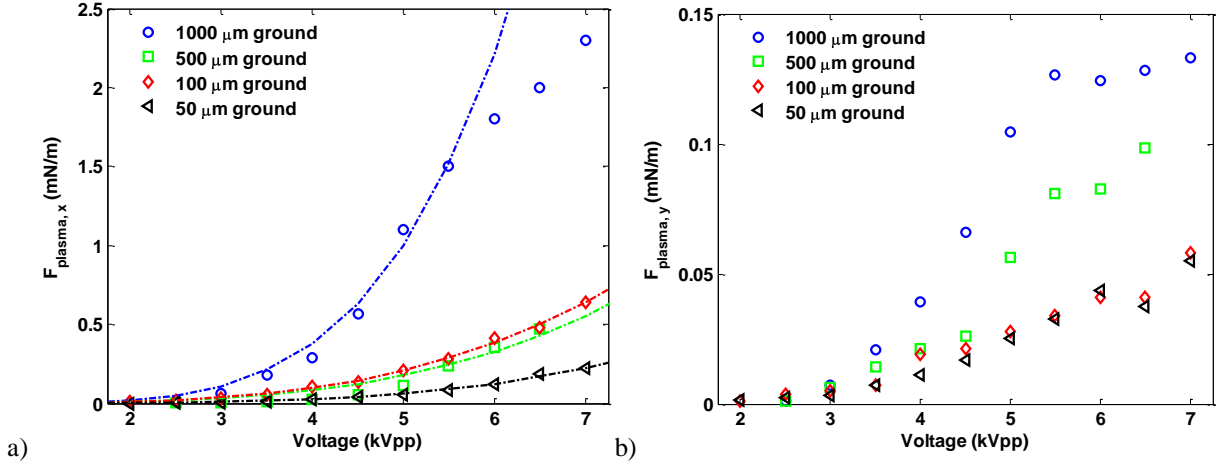 a)
F_plasma, x (mN/m)
2.5
2
1.5
1
0.5
0
1000 μm ground
500 μm ground
100 μm ground
50 μm ground
2 3 4 5 6 7
Voltage (kVpp)
b)
F_plasma, y (mN/m)
0.15
0.1
0.05
0
1000 μm ground
500 μm ground
100 μm ground
50 μm ground
2 3 4 5 6 7
Voltage (kVpp)